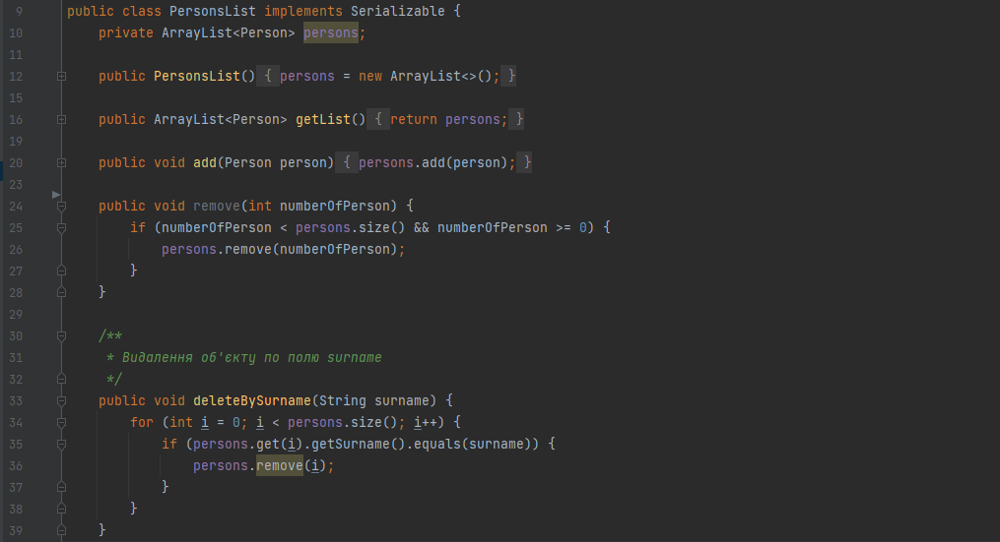 9 public class PersonsList implements Serializable {
10 private ArrayList<Person> persons;
11
12 public PersonsList() { persons = new ArrayList<>(); }
15
16 public ArrayList<Person> getList() { return persons; }
19
20 public void add(Person person) { persons.add(person); }
23
24 public void remove(int numberOfPerson) {
25 if (numberOfPerson < persons.size() && numberOfPerson >= 0) {
26 persons.remove(numberOfPerson);
27 }
28 }
29
30 /**
31 * Видалення об'єкту по полю surname
32 */
33 public void deleteBySurname(String surname) {
34 for (int i = 0; i < persons.size(); i++) {
35 if (persons.get(i).getSurname().equals(surname)) {
36 persons.remove(i);
37 }
38 }
39 }